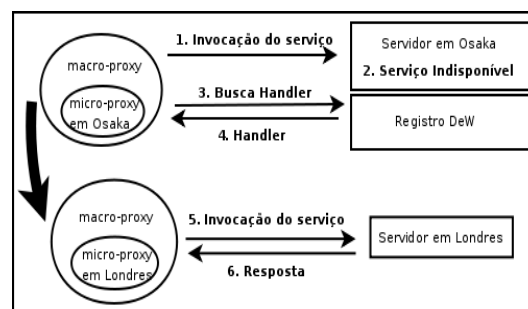 1. Invocação do serviço
Servidor em Osaka
2. Serviço Indisponível
macro-proxy
micro-proxy
em Osaka
3. Busca Handler
4. Handler
Registro DeW
macro-proxy
micro-proxy
em Londres
5. Invocação do serviço
6. Resposta
Servidor em Londres